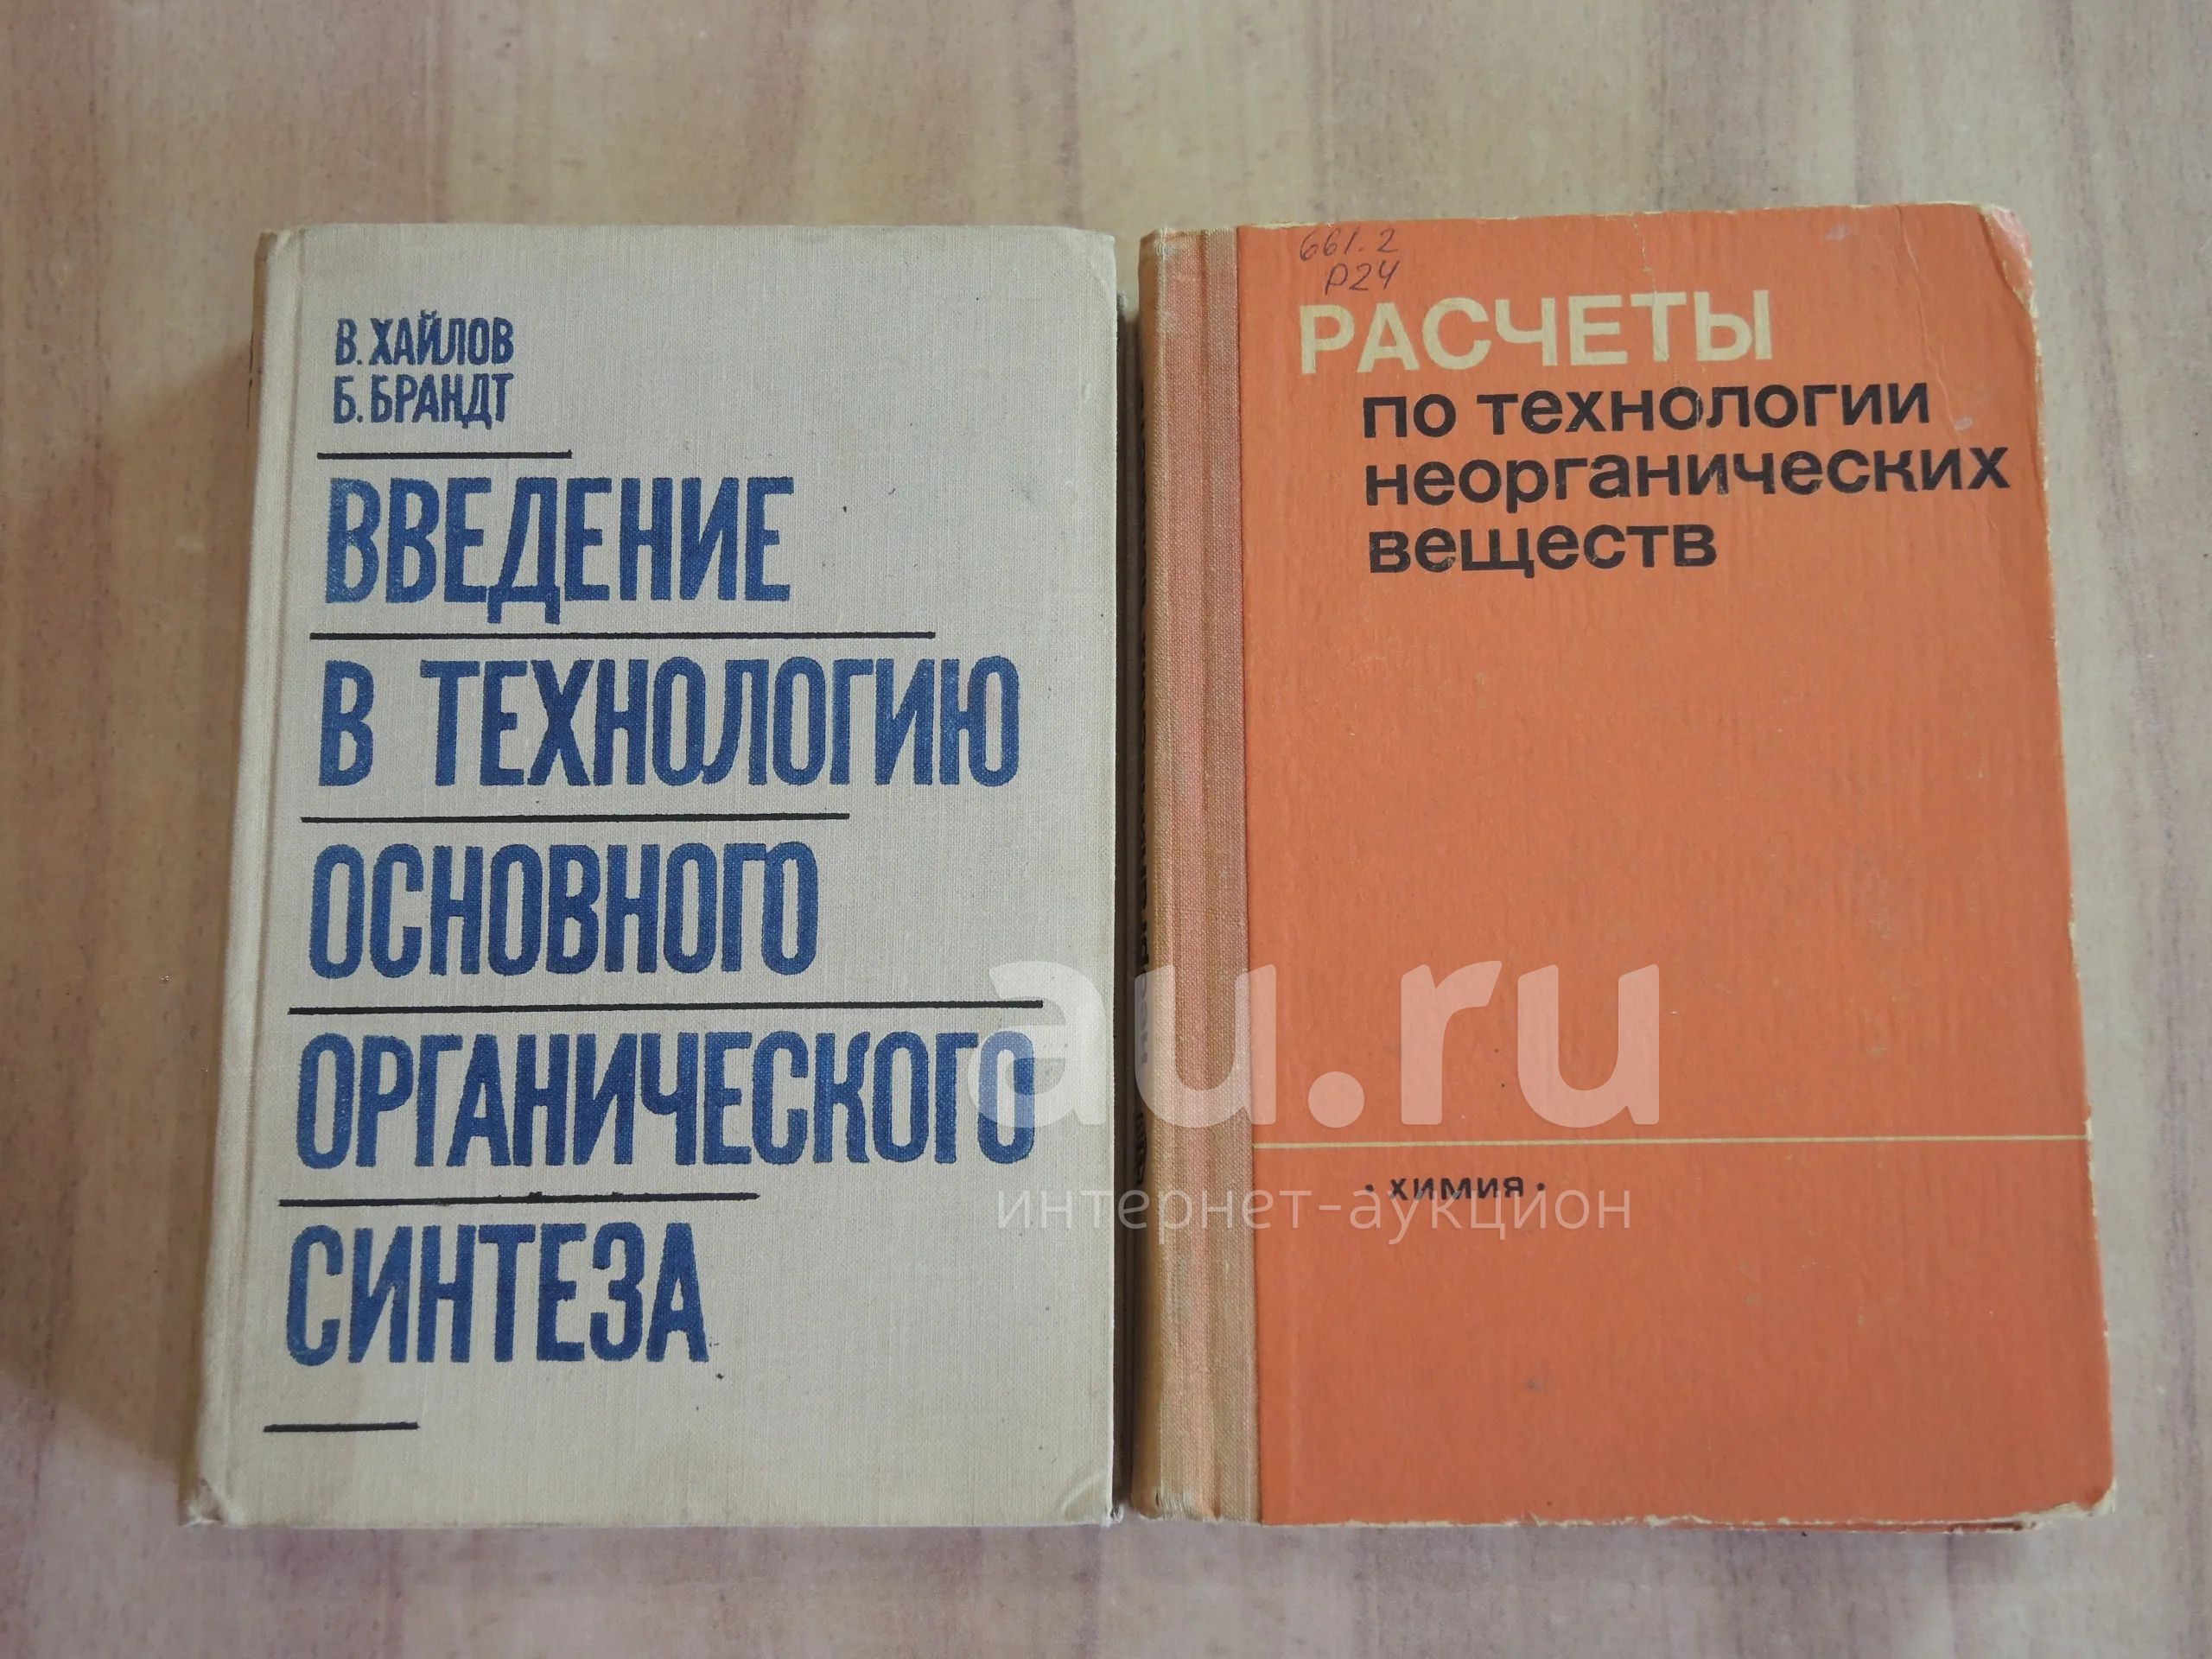 В. ХАЙЛОВ
Б. БРАНДТ
ВВЕДЕНИЕ
В ТЕХНОЛОГИЮ
ОСНОВНОГО
ОРГАНИЧЕСКОГО
СИНТЕЗА
661.2
Р24
РАСЧЕТЫ
по технологии
неорганических
веществ
• ХИМИЯ •
au.ru
интернет-аукцион